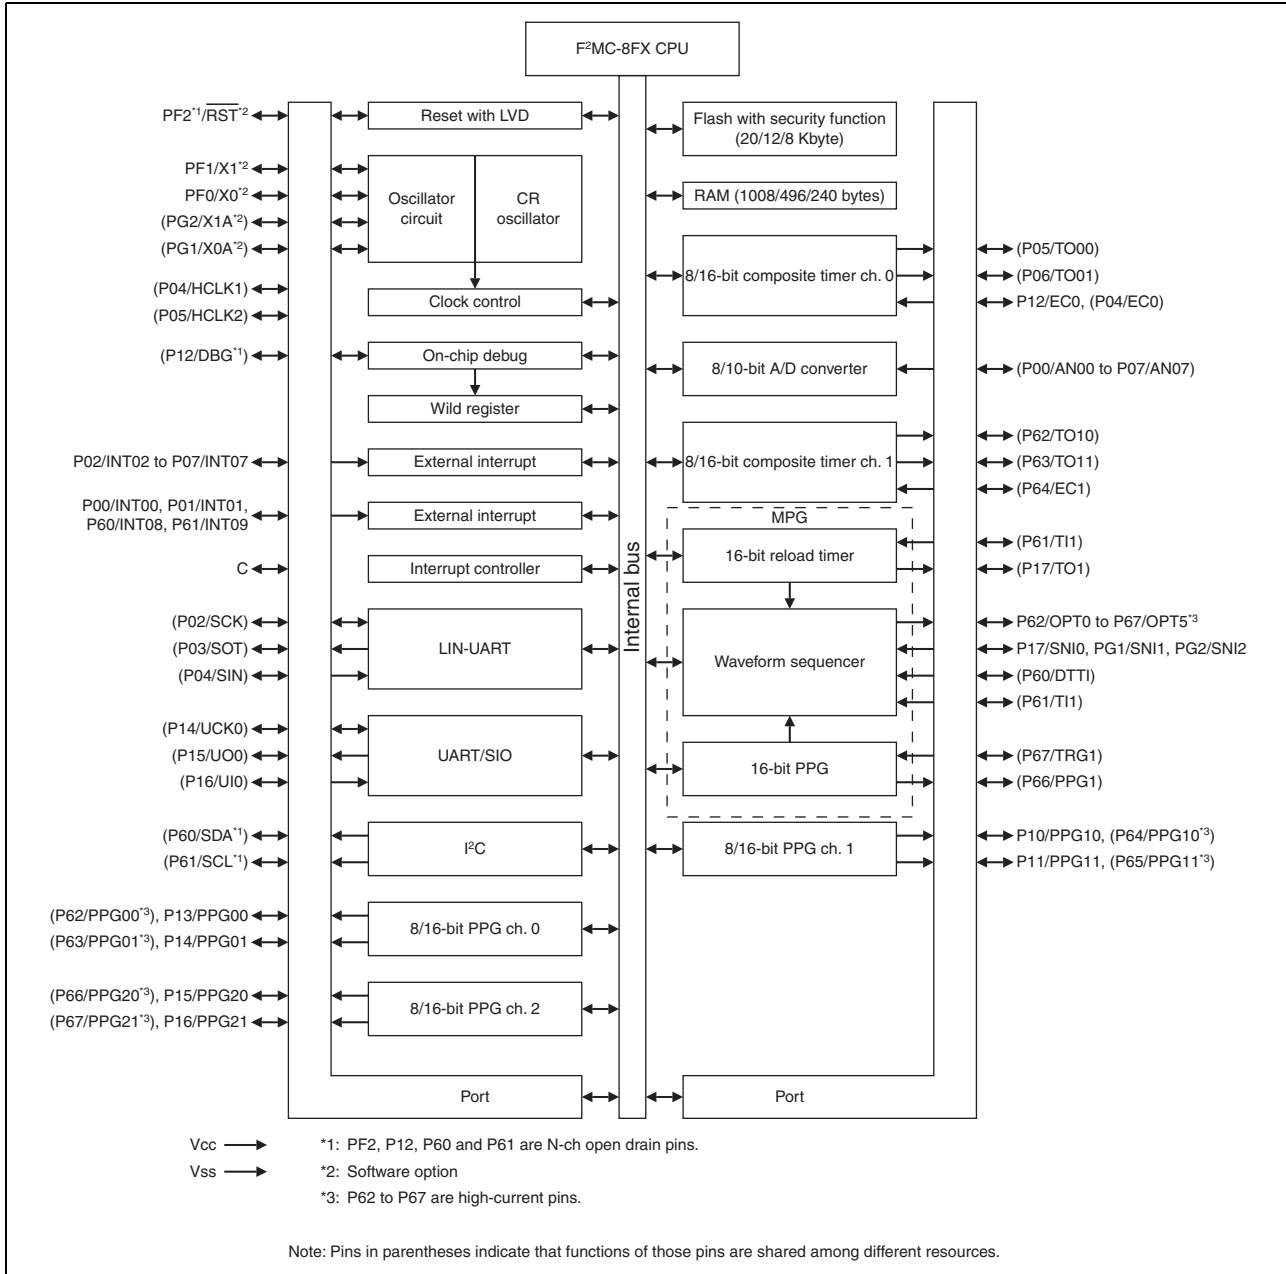 F²MC-8FX CPU
PF2*1/RST*2
Reset with LVD
Flash with security function
(20/12/8 Kbyte)
PF1/X1*2
PF0/X0*2
(PG2/X1A*2)
(PG1/X0A*2)
Oscillator
circuit
CR
oscillator
RAM (1008/496/240 bytes)
(P04/HCLK1)
(P05/HCLK2)
Clock control
8/16-bit composite timer ch. 0
(P05/TO00)
(P06/TO01)
P12/EC0, (P04/EC0)
(P12/DBG*1)
On-chip debug
8/10-bit A/D converter
(P00/AN00 to P07/AN07)
Wild register
P02/INT02 to P07/INT07
External interrupt
8/16-bit composite timer ch. 1
(P62/TO10)
(P63/TO11)
(P64/EC1)
P00/INT00, P01/INT01,
P60/INT08, P61/INT09
External interrupt
MPG
C
Interrupt controller
Internal bus
16-bit reload timer
(P61/TI1)
(P17/TO1)
(P02/SCK)
(P03/SOT)
(P04/SIN)
LIN-UART
Waveform sequencer
P62/OPT0 to P67/OPT5*3
P17/SNI0, PG1/SNI1, PG2/SNI2
(P60/DTTI)
(P61/TI1)
(P14/UCK0)
(P15/UO0)
(P16/UI0)
UART/SIO
16-bit PPG
(P67/TRG1)
(P66/PPG1)
(P60/SDA*1)
(P61/SCL*1)
I²C
8/16-bit PPG ch. 1
P10/PPG10, (P64/PPG10*3)
P11/PPG11, (P65/PPG11*3)
(P62/PPG00*3), P13/PPG00
(P63/PPG01*3), P14/PPG01
8/16-bit PPG ch. 0
(P66/PPG20*3), P15/PPG20
(P67/PPG21*3), P16/PPG21
8/16-bit PPG ch. 2
Port
Port
Vcc
Vss
*1: PF2, P12, P60 and P61 are N-ch open drain pins.
*2: Software option
*3: P62 to P67 are high-current pins.
Note: Pins in parentheses indicate that functions of those pins are shared among different resources.